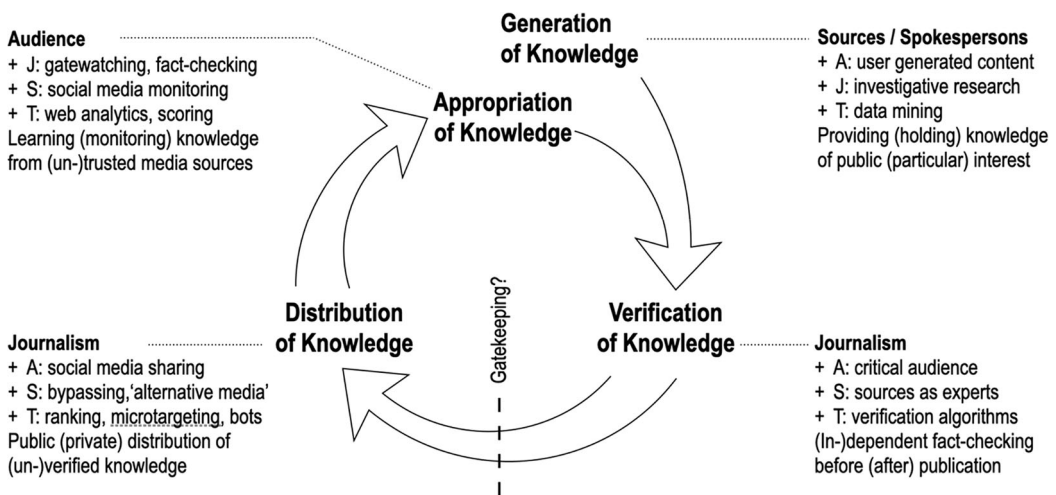 Generation
of Knowledge
Sources / Spokespersons
+ A: user generated content
+ J: investigative research
+ T: data mining
Providing (holding) knowledge
of public (particular) interest
Audience
+ J: gatewatching, fact-checking
+ S: social media monitoring
+ T: web analytics, scoring
Learning (monitoring) knowledge
from (un-)trusted media sources
Appropriation
of Knowledge
Gatekeeping?
Distribution
of Knowledge
Verification
of Knowledge
Journalism
+ A: social media sharing
+ S: bypassing,‘alternative media’
+ T: ranking, microtargeting, bots
Public (private) distribution of
(un-)verified knowledge
Journalism
+ A: critical audience
+ S: sources as experts
+ T: verification algorithms
(In-)dependent fact-checking
before (after) publication